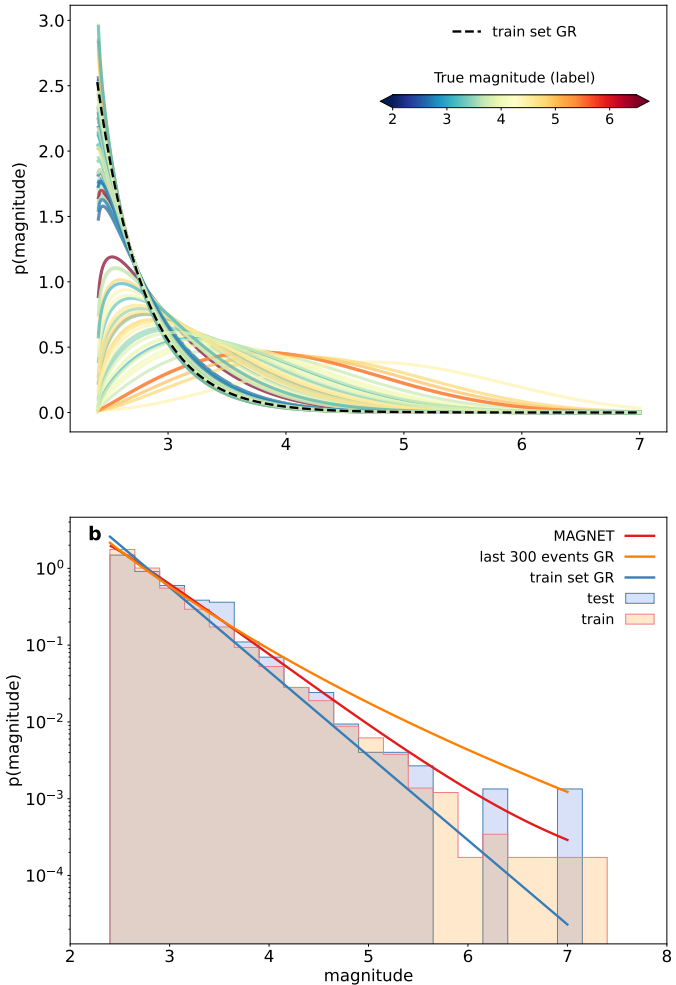 3.0
train set GR
True magnitude (label)
2.5
2 3 4 5 6
2.0
p(magnitude)
1.5
1.0
0.5
0.0
3 4 5 6 7
b
MAGNET
last 300 events GR
train set GR
test
train
10^0
10^−1
p(magnitude)
10^−2
10^−3
10^−4
2 3 4 5 6 7 8
magnitude